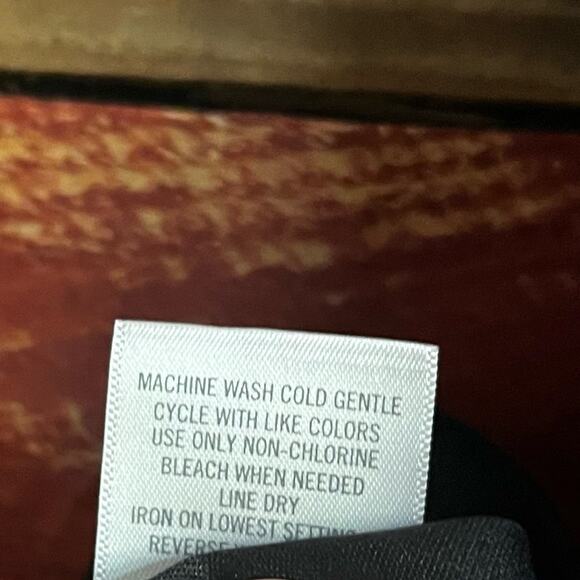 MACHINE WASH COLD GENTLE
CYCLE WITH LIKE COLORS
USE ONLY NON-CHLORINE
BLEACH WHEN NEEDED
LINE DRY
IRON ON LOWEST SETTING
REVERSE